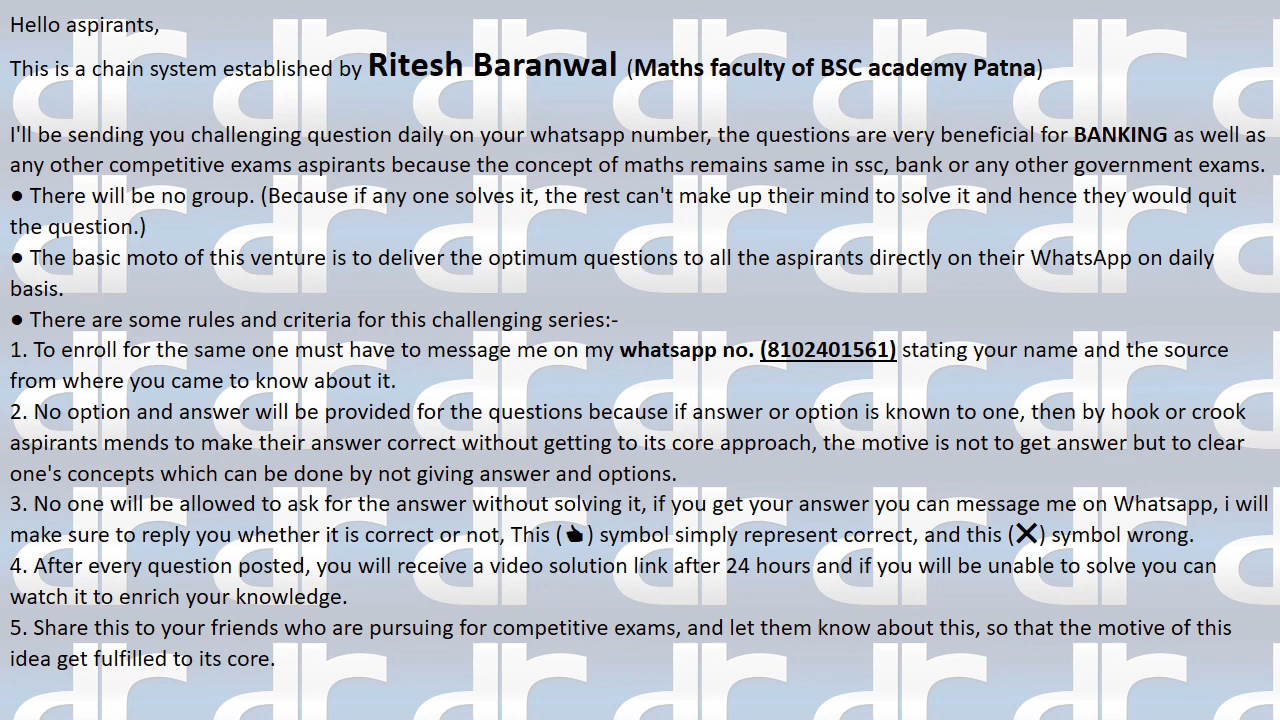 Hello aspirants,
This is a chain system established by Ritesh Baranwal (Maths faculty of BSC academy Patna)
I'll be sending you challenging question daily on your whatsapp number, the questions are very beneficial for BANKING as well as
any other competitive exams aspirants because the concept of maths remains same in ssc, bank or any other government exams.
● There will be no group. (Because if any one solves it, the rest can't make up their mind to solve it and hence they would quit
the question.)
● The basic moto of this venture is to deliver the optimum questions to all the aspirants directly on their WhatsApp on daily
basis.
● There are some rules and criteria for this challenging series:-
1. To enroll for the same one must have to message me on my whatsapp no. (8102401561) stating your name and the source
from where you came to know about it.
2. No option and answer will be provided for the questions because if answer or option is known to one, then by hook or crook
aspirants mends to make their answer correct without getting to its core approach, the motive is not to get answer but to clear
one's concepts which can be done by not giving answer and options.
3. No one will be allowed to ask for the answer without solving it, if you get your answer you can message me on Whatsapp, i will
make sure to reply you whether it is correct or not, This (👍) symbol simply represent correct, and this (❌) symbol wrong.
4. After every question posted, you will receive a video solution link after 24 hours and if you will be unable to solve you can
watch it to enrich your knowledge.
5. Share this to your friends who are pursuing for competitive exams, and let them know about this, so that the motive of this
idea get fulfilled to its core.